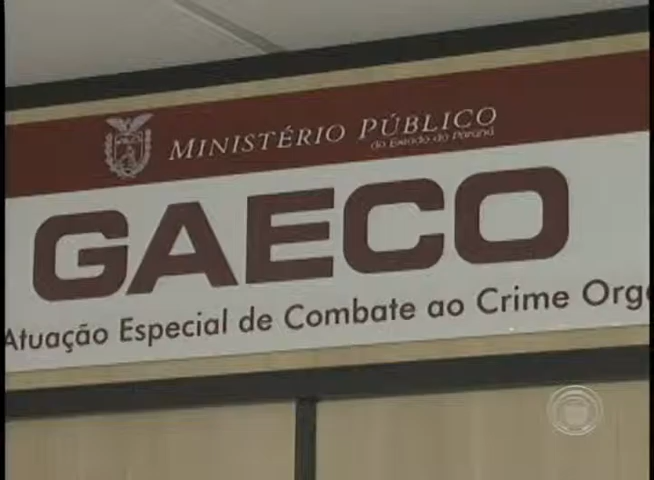 MINISTÉRIO PÚBLICO
do Estado do Paraná
GAECO
Atuação Especial de Combate ao Crime Org